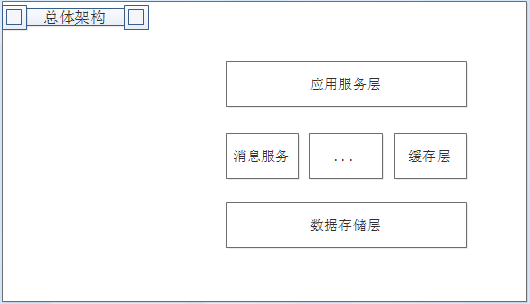 总体架构
应用服务层
消息服务
...
缓存层
数据存储层